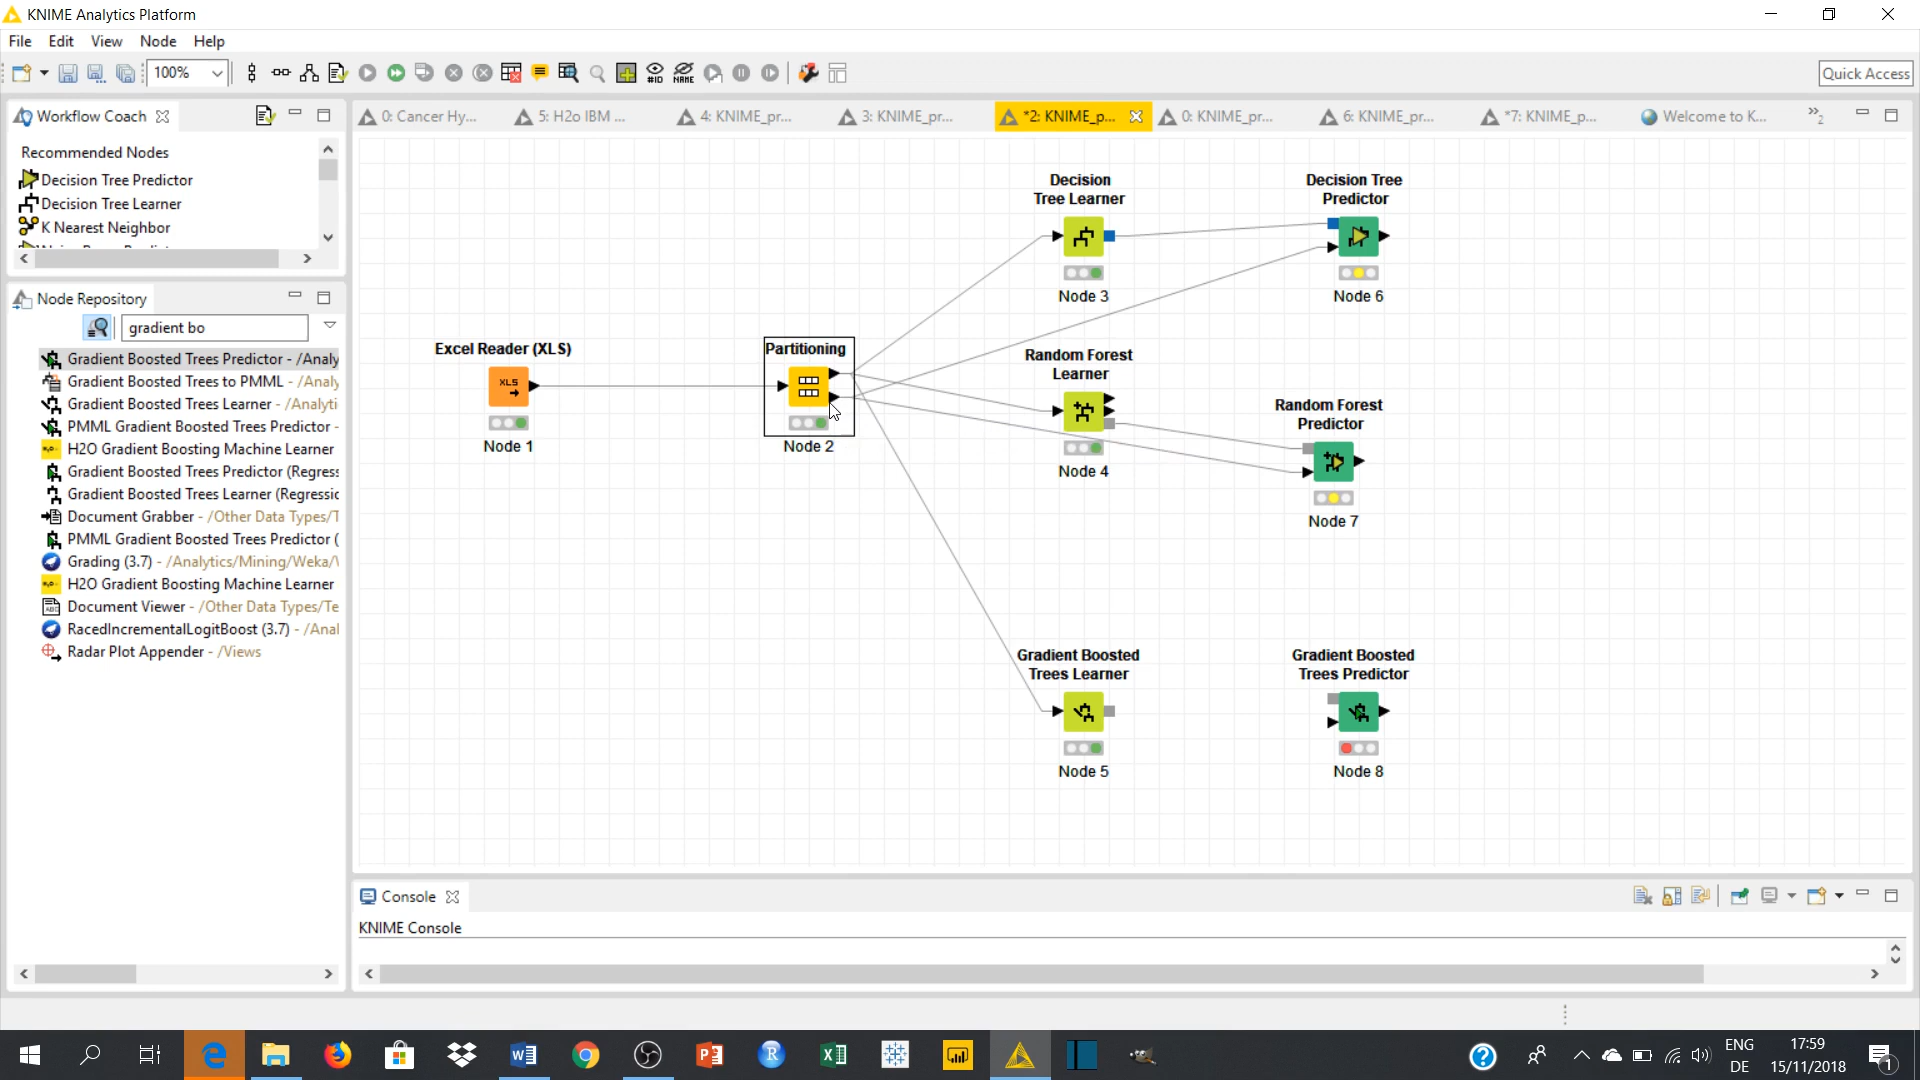 KNIME Analytics Platform
File Edit View Node Help
100%
Quick Access
Workflow Coach
Recommended Nodes
Decision Tree Predictor
Decision Tree Learner
K Nearest Neighbor
Node Repository
gradient bo
Gradient Boosted Trees Predictor - /Analy
Gradient Boosted Trees to PMML - /Analy
Gradient Boosted Trees Learner - /Analyti
PMML Gradient Boosted Trees Predictor -
H2O Gradient Boosting Machine Learner
Gradient Boosted Trees Predictor (Regress
Gradient Boosted Trees Learner (Regressic
Document Grabber - /Other Data Types/T
PMML Gradient Boosted Trees Predictor (
Grading (3.7) - /Analytics/Mining/Weka/\
H2O Gradient Boosting Machine Learner
Document Viewer - /Other Data Types/Te
RacedIncrementalLogitBoost (3.7) - /Anal
Radar Plot Appender - /Views
0: Cancer Hy... 5: H2o IBM ... 4: KNIME_pr... 3: KNIME_pr... *2: KNIME_p... 0: KNIME_pr... 6: KNIME_pr... *7: KNIME_p... Welcome to K... »2
Excel Reader (XLS)
XLS
Node 1
Partitioning
Node 2
Decision
Tree Learner
Node 3
Decision Tree
Predictor
Node 6
Random Forest
Learner
Node 4
Random Forest
Predictor
Node 7
Gradient Boosted
Trees Learner
Node 5
Gradient Boosted
Trees Predictor
Node 8
Console
KNIME Console
ENG
DE
17:59
15/11/2018
1